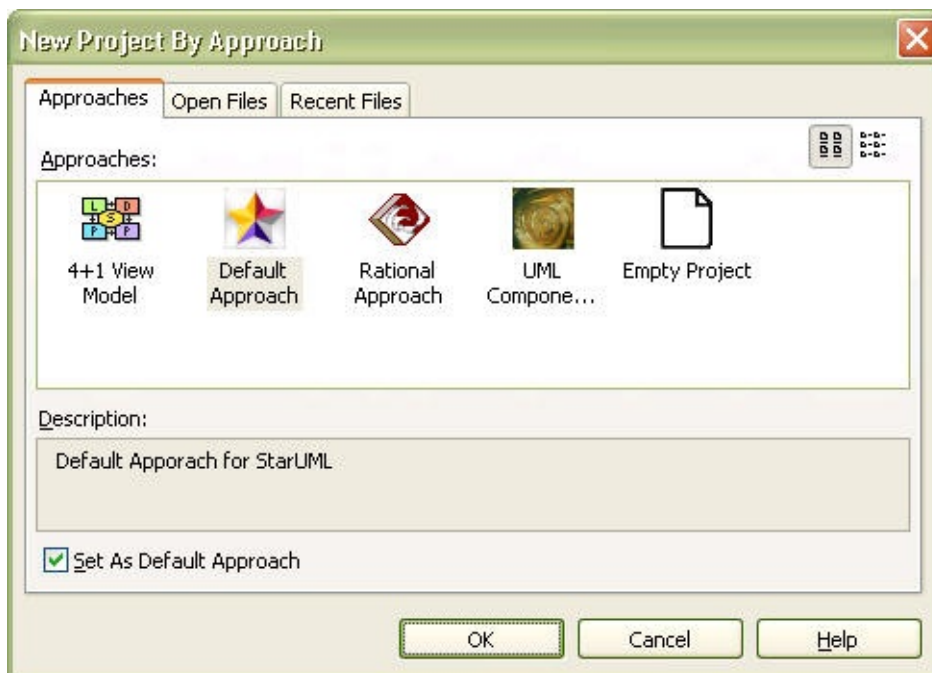 New Project By Approach
Approaches
Open Files
Recent Files
Approaches:
L D
S
P P
4+1 View
Model
Default
Approach
Rational
Approach
UML
Compone...
Empty Project
Description:
Default Apporach for StarUML
Set As Default Approach
OK
Cancel
Help